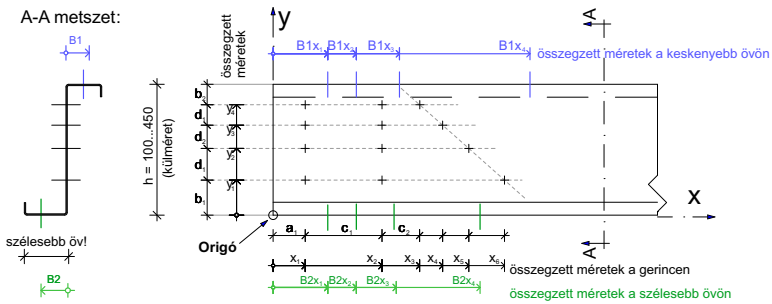 A-A metszet:
B1
h = 100...450
(külméret)
szélesebb öv!
B2
összegzett
méretek
y
A
B1x₁
B1x₂
B1x₃
B1x₄
összegzett méretek a keskenyebb övön
b₂
d₁
d₂
d₁
b₁
y₄
y₃
y₂
y₁
x
Origó
a₁
c₁
c₂
A
x₁
x₂
x₃
x₄
x₅
x₆
összegzett méretek a gerincen
B2x₁
B2x₂
B2x₃
B2x₄
összegzett méretek a szélesebb övön